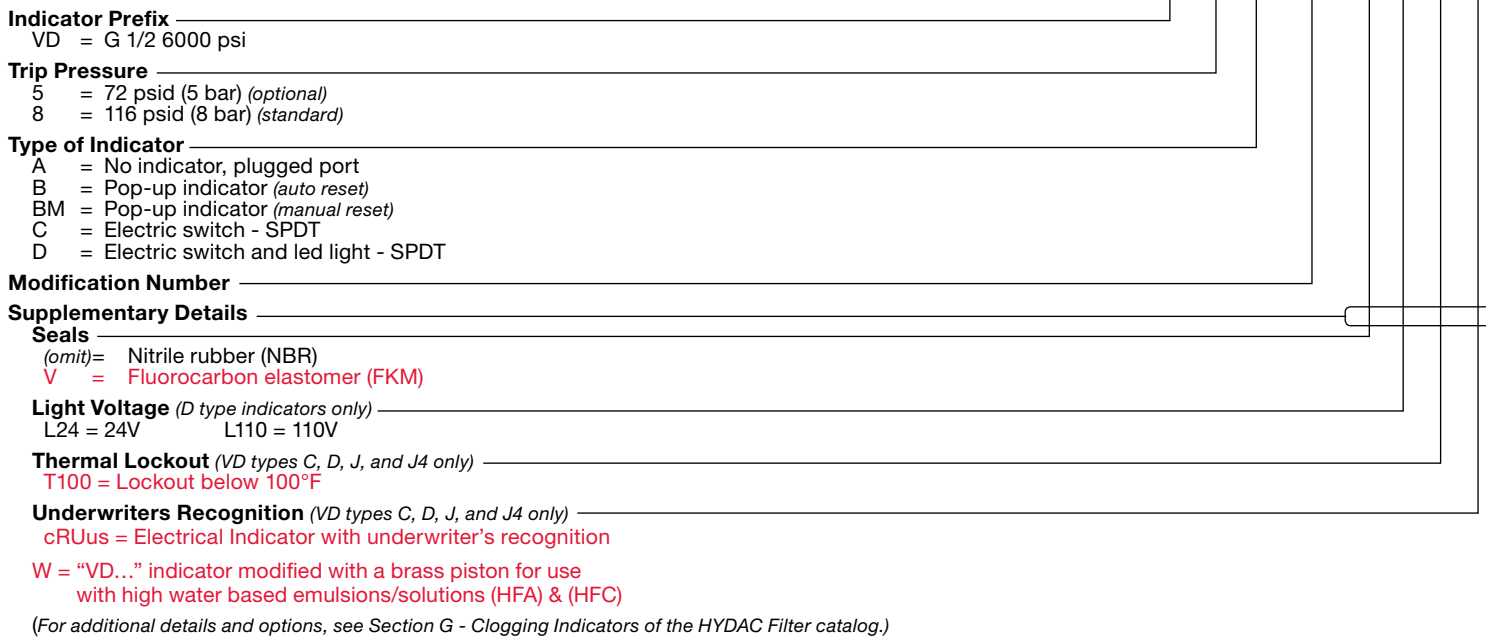 Indicator Prefix
VD = G 1/2 6000 psi
Trip Pressure
5 = 72 psid (5 bar) (optional)
8 = 116 psid (8 bar) (standard)
Type of Indicator
A = No indicator, plugged port
B = Pop-up indicator (auto reset)
BM = Pop-up indicator (manual reset)
C = Electric switch - SPDT
D = Electric switch and led light - SPDT
Modification Number
Supplementary Details
Seals
(omit)= Nitrile rubber (NBR)
V = Fluorocarbon elastomer (FKM)
Light Voltage (D type indicators only)
L24 = 24V L110 = 110V
Thermal Lockout (VD types C, D, J, and J4 only)
T100 = Lockout below 100°F
Underwriters Recognition (VD types C, D, J, and J4 only)
cRUus = Electrical Indicator with underwriter’s recognition
W = “VD…” indicator modified with a brass piston for use
with high water based emulsions/solutions (HFA) & (HFC)
(For additional details and options, see Section G - Clogging Indicators of the HYDAC Filter catalog.)